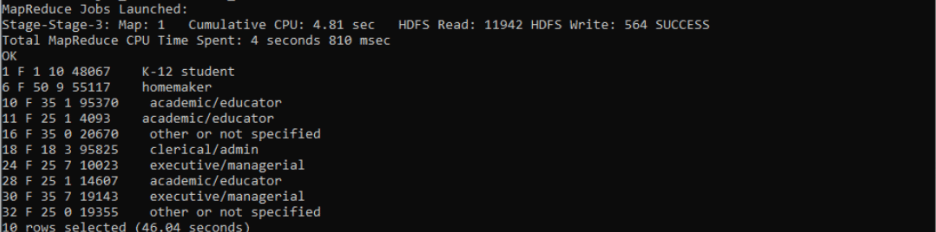 MapReduce Jobs Launched:
Stage-Stage-3: Map: 1   Cumulative CPU: 4.81 sec   HDFS Read: 11942 HDFS Write: 564 SUCCESS
Total MapReduce CPU Time Spent: 4 seconds 810 msec
OK
1 F 1 10 48067    K-12 student
6 F 50 9 55117    homemaker
10 F 35 1 95370    academic/educator
11 F 25 1 4093    academic/educator
16 F 35 0 20670    other or not specified
18 F 18 3 95825    clerical/admin
24 F 25 7 10023    executive/managerial
28 F 25 1 14607    academic/educator
30 F 35 7 19143    executive/managerial
32 F 25 0 19355    other or not specified
10 rows selected (46.04 seconds)